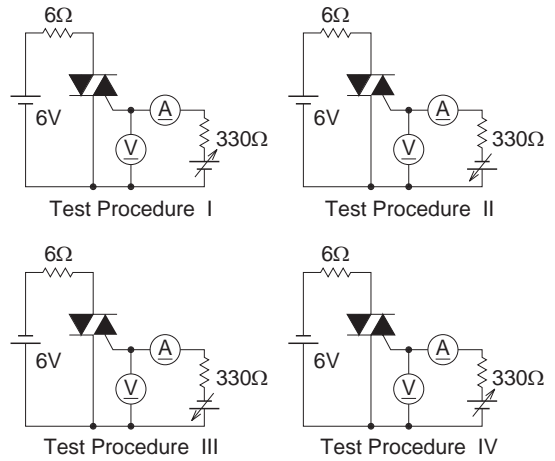 6Ω
6V
A
V
330Ω
Test Procedure I
6Ω
6V
A
V
330Ω
Test Procedure II
6Ω
6V
A
V
330Ω
Test Procedure III
6Ω
6V
A
V
330Ω
Test Procedure IV